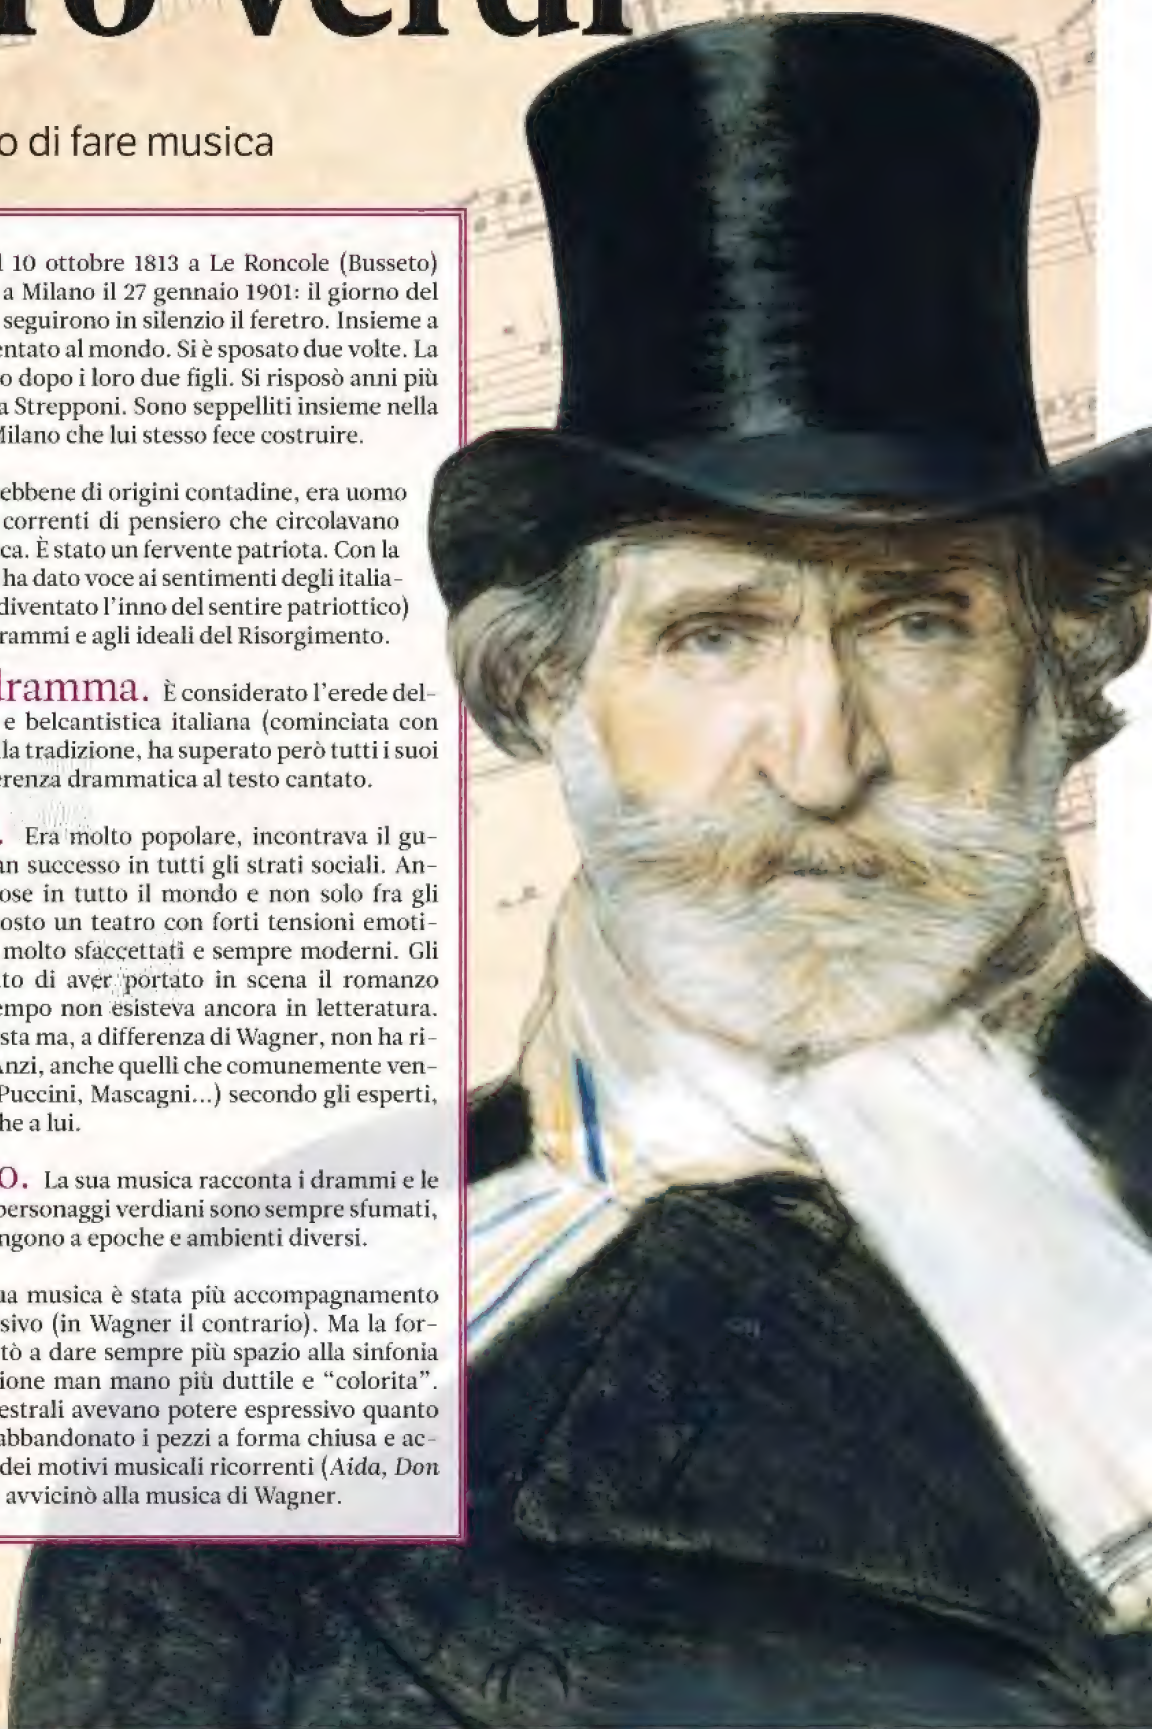 ro verdi
o di fare musica
l 10 ottobre 1813 a Le Roncole (Busseto)
a Milano il 27 gennaio 1901: il giorno del
seguirono in silenzio il feretro. Insieme a
entato al mondo. Si è sposato due volte. La
o dopo i loro due figli. Si risposò anni più
a Strepponi. Sono seppelliti insieme nella
Milano che lui stesso fece costruire.
ebbene di origini contadine, era uomo
correnti di pensiero che circolavano
ca. È stato un fervente patriota. Con la
ha dato voce ai sentimenti degli italia-
diventato l'inno del sentire patriottico)
rammi e agli ideali del Risorgimento.
dramma. È considerato l'erede del-
e belcantistica italiana (cominciata con
la tradizione, ha superato però tutti i suoi
erenza drammatica al testo cantato.
. Era molto popolare, incontrava il gu-
an successo in tutti gli strati sociali. An-
ose in tutto il mondo e non solo fra gli
osto un teatro con forti tensioni emoti-
molto sfaccettati e sempre moderni. Gli
to di aver portato in scena il romanzo
empo non esisteva ancora in letteratura.
sta ma, a differenza di Wagner, non ha ri-
Anzi, anche quelli che comunemente ven-
Puccini, Mascagni...) secondo gli esperti,
he a lui.
o. La sua musica racconta i drammi e le
personaggi verdiani sono sempre sfumati,
ngono a epoche e ambienti diversi.
ua musica è stata più accompagnamento
sivo (in Wagner il contrario). Ma la for-
tò a dare sempre più spazio alla sinfonia
ione man mano più duttile e “colorita”.
estrali avevano potere espressivo quanto
abbandonato i pezzi a forma chiusa e ac-
dei motivi musicali ricorrenti (Aida, Don
avvicinò alla musica di Wagner.